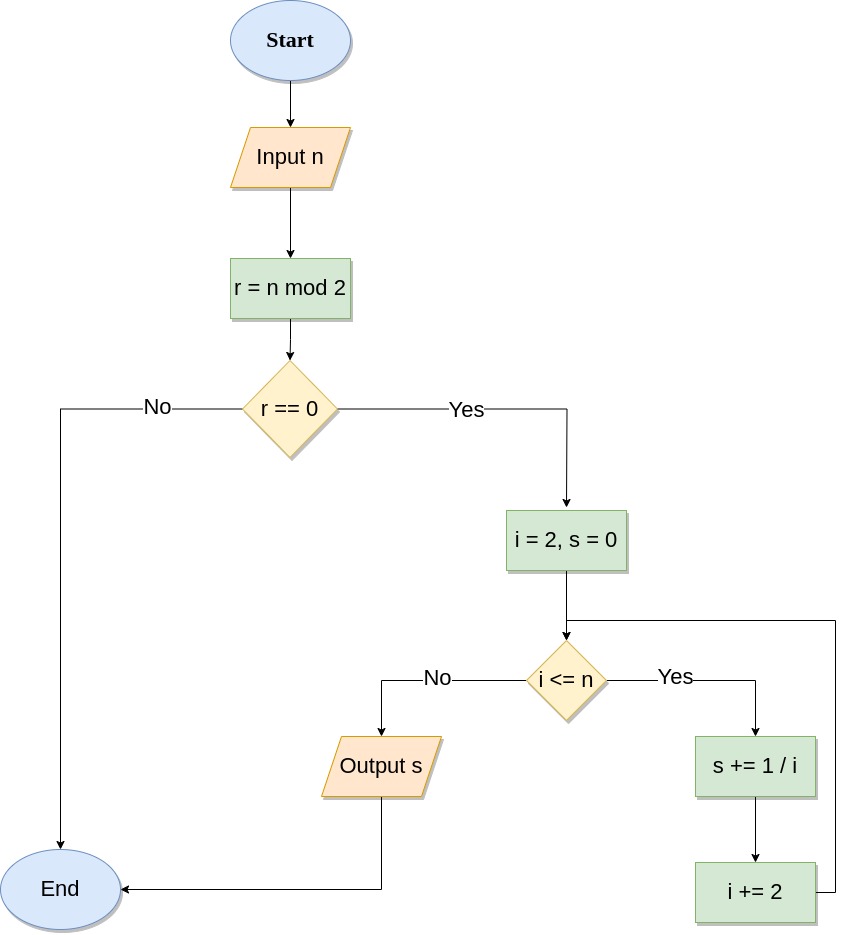 Start
Input n
r = n mod 2
r == 0
No
Yes
i = 2, s = 0
i <= n
No
Yes
Output s
s += 1 / i
End
i += 2